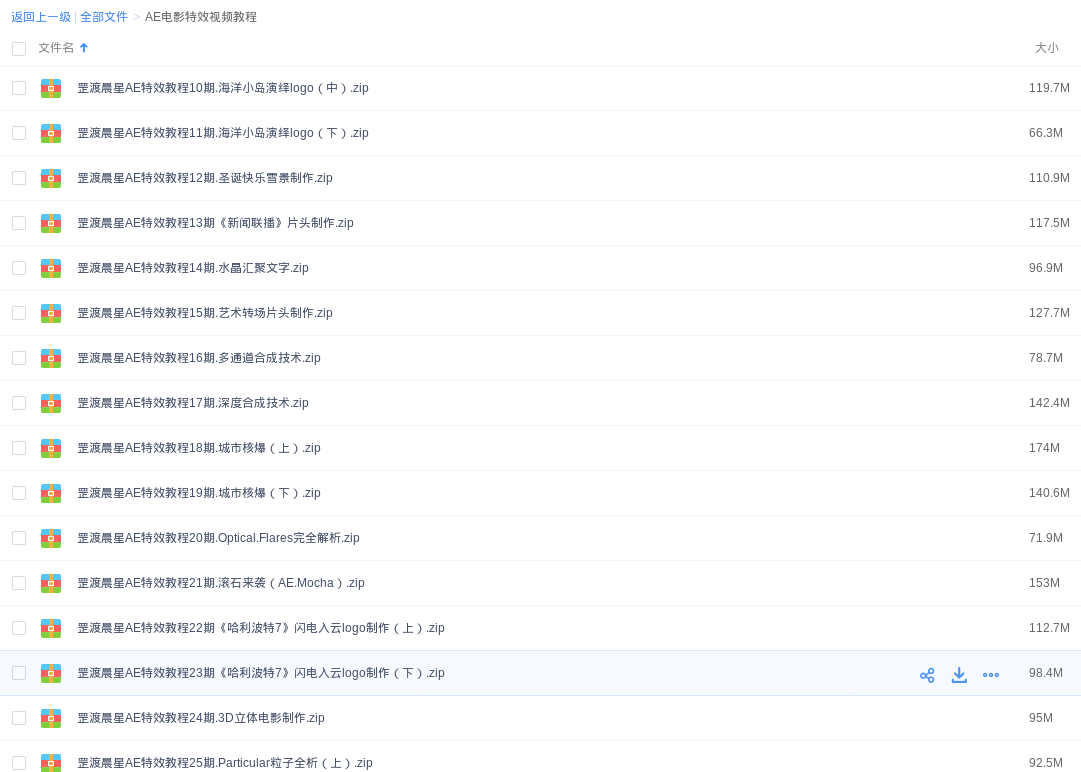 返回上一级 | 全部文件 > AE电影特效视频教程
文件名 大小
罡渡晨星AE特效教程10期.海洋小岛演绎logo（中）.zip 119.7M
罡渡晨星AE特效教程11期.海洋小岛演绎logo（下）.zip 66.3M
罡渡晨星AE特效教程12期.圣诞快乐雪景制作.zip 110.9M
罡渡晨星AE特效教程13期《新闻联播》片头制作.zip 117.5M
罡渡晨星AE特效教程14期.水晶汇聚文字.zip 96.9M
罡渡晨星AE特效教程15期.艺术转场片头制作.zip 127.7M
罡渡晨星AE特效教程16期.多通道合成技术.zip 78.7M
罡渡晨星AE特效教程17期.深度合成技术.zip 142.4M
罡渡晨星AE特效教程18期.城市核爆（上）.zip 174M
罡渡晨星AE特效教程19期.城市核爆（下）.zip 140.6M
罡渡晨星AE特效教程20期.Optical.Flares完全解析.zip 71.9M
罡渡晨星AE特效教程21期.滚石来袭（AE.Mocha）.zip 153M
罡渡晨星AE特效教程22期《哈利波特7》闪电入云logo制作（上）.zip 112.7M
罡渡晨星AE特效教程23期《哈利波特7》闪电入云logo制作（下）.zip 98.4M
罡渡晨星AE特效教程24期.3D立体电影制作.zip 95M
罡渡晨星AE特效教程25期.Particular粒子全析（上）.zip 92.5M